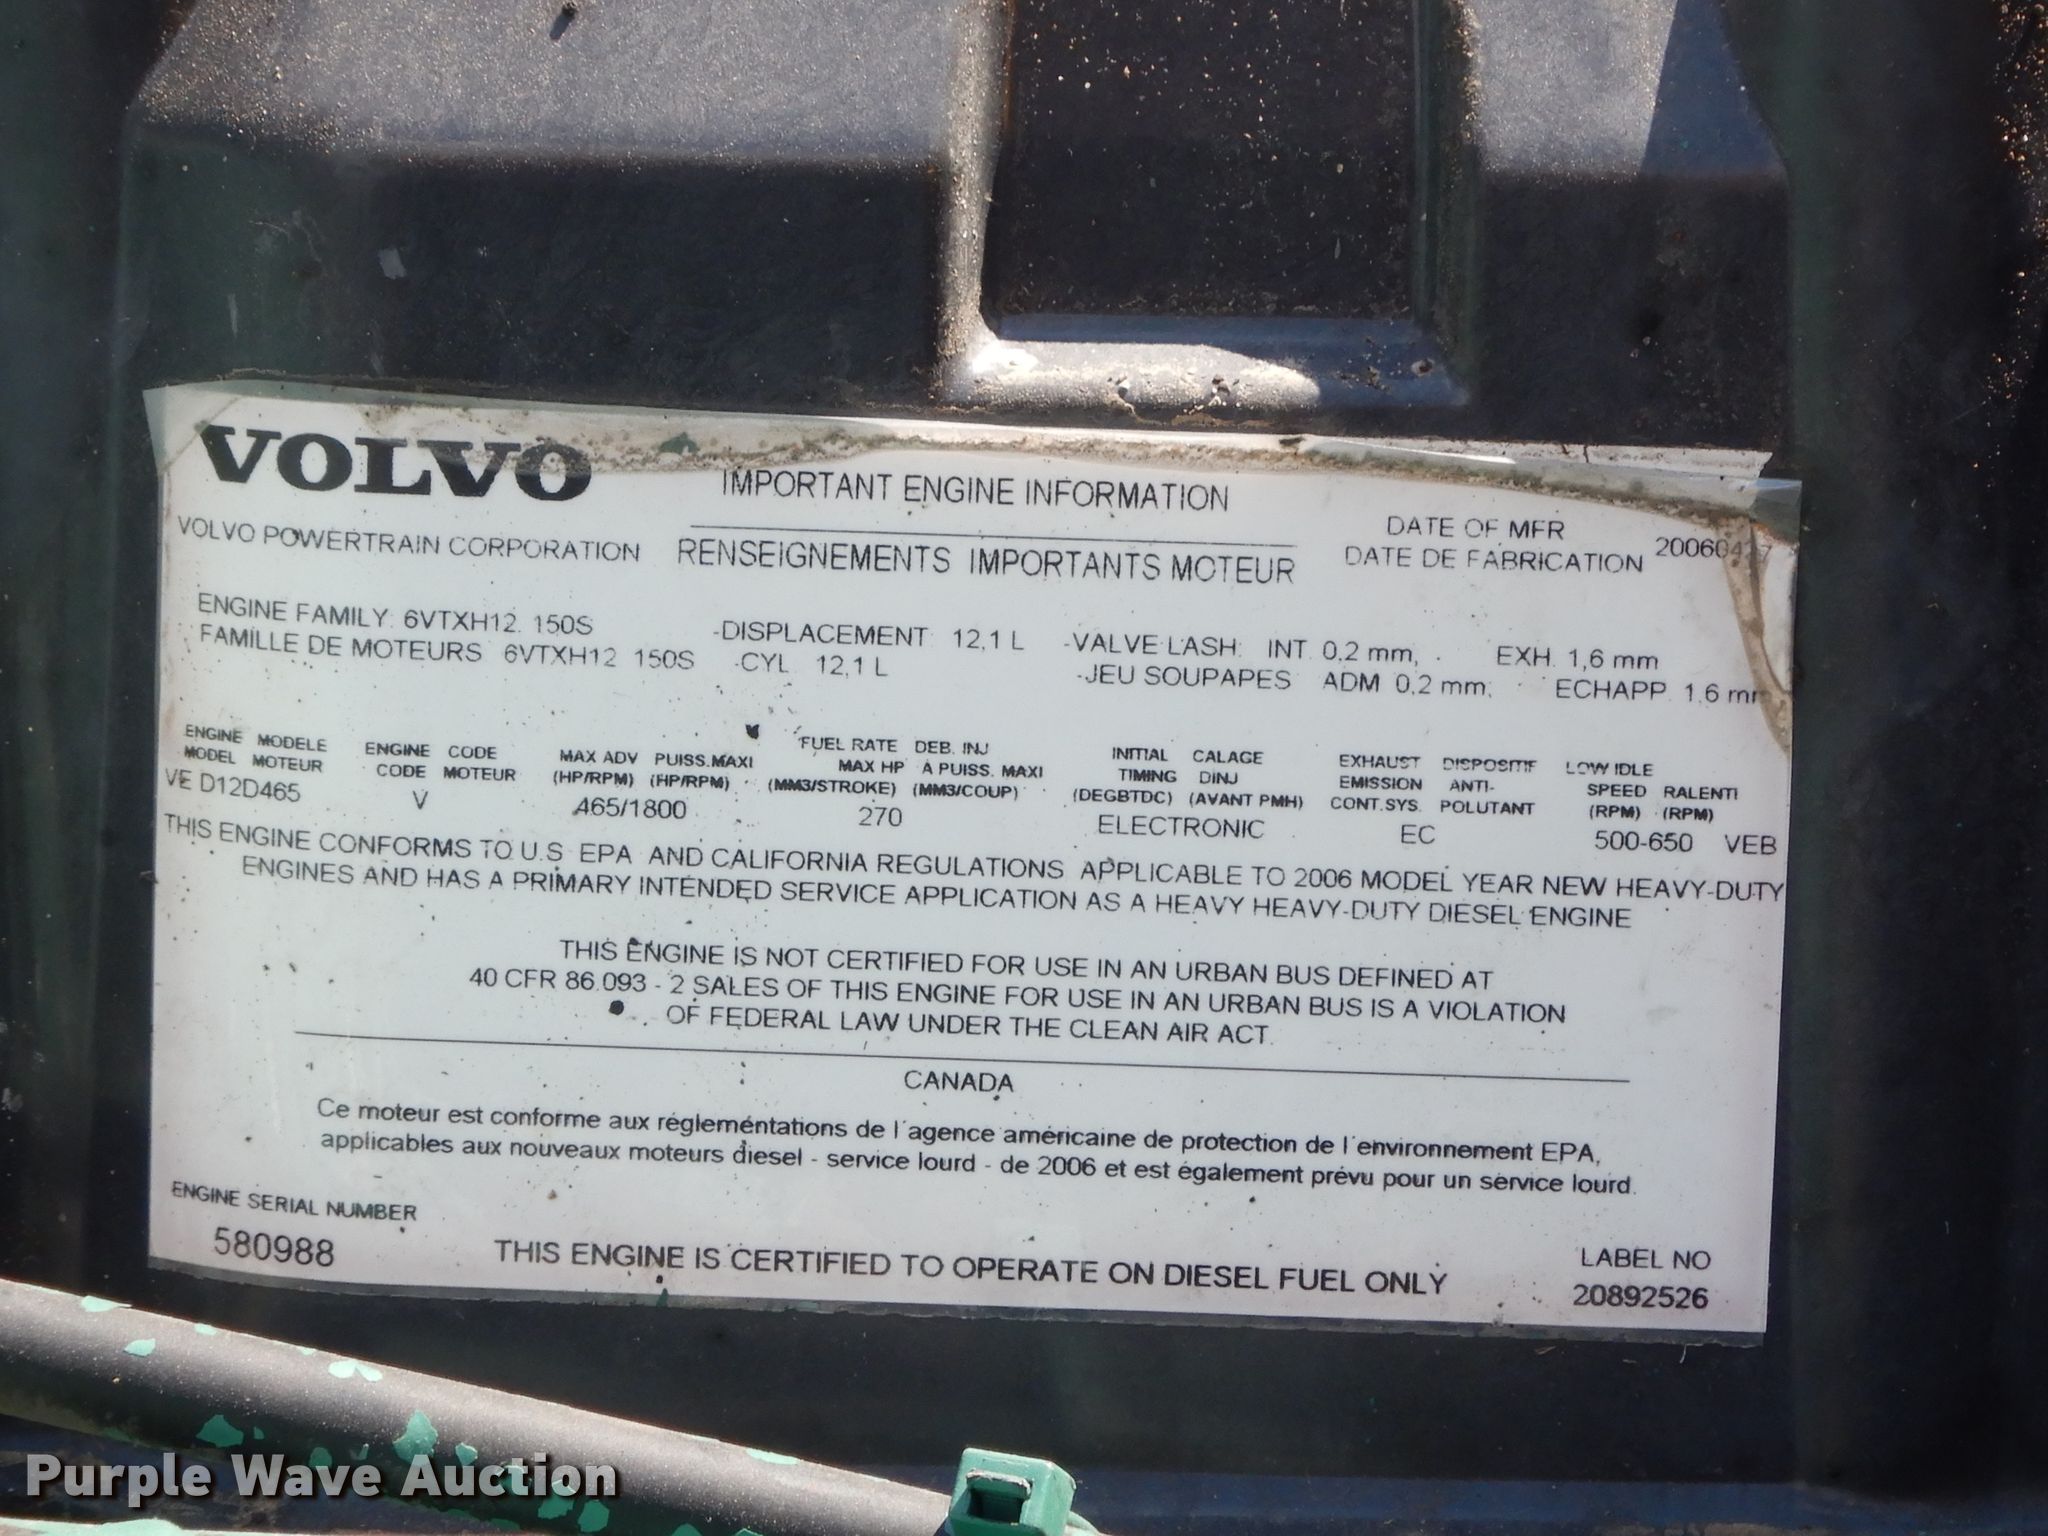 VOLVO
VOLVO POWERTRAIN CORPORATION
IMPORTANT ENGINE INFORMATION
RENSEIGNEMENTS IMPORTANTS MOTEUR
DATE OF MFR
DATE DE FABRICATION
ENGINE FAMILY: 6VTXH12. 150S
FAMILLE DE MOTEURS 6VTXH12 150S
-DISPLACEMENT 12,1 L
-CYL 12,1 L
-VALVE LASH: INT. 0,2 mm, EXH. 1,6 mm
-JEU SOUPAPES ADM 0,2 mm, ECHAPP. 1,6 mm
ENGINE MODELE
MODEL MOTEUR
VE D12D465
ENGINE CODE
CODE MOTEUR
V
MAX ADV PUISS.MAXI
(HP/RPM) (HP/RPM)
465/1800
FUEL RATE DEB. INJ
MAX HP A PUISS. MAXI
(MM3/STROKE) (MM3/COUP)
270
INITIAL CALAGE
TIMING DINJ
(DEGBTDC) (AVANT PMH)
ELECTRONIC
EXHAUST DISPOSITIF
EMISSION ANTI-
CONT.SYS. POLUTANT
EC
LOW IDLE
SPEED RALENTI
(RPM) (RPM)
500-650 VEB
THIS ENGINE CONFORMS TO U.S EPA AND CALIFORNIA REGULATIONS APPLICABLE TO 2006 MODEL YEAR NEW HEAVY-DUTY
ENGINES AND HAS A PRIMARY INTENDED SERVICE APPLICATION AS A HEAVY HEAVY-DUTY DIESEL ENGINE
THIS ENGINE IS NOT CERTIFIED FOR USE IN AN URBAN BUS DEFINED AT
40 CFR 86.093 - 2 SALES OF THIS ENGINE FOR USE IN AN URBAN BUS IS A VIOLATION
OF FEDERAL LAW UNDER THE CLEAN AIR ACT.
CANADA
Ce moteur est conforme aux réglementations de l'agence américaine de protection de l'environnement EPA,
applicables aux nouveaux moteurs diesel - service lourd - de 2006 et est également prévu pour un service lourd.
ENGINE SERIAL NUMBER
580988
THIS ENGINE IS CERTIFIED TO OPERATE ON DIESEL FUEL ONLY
LABEL NO
20892526
Purple Wave Auction